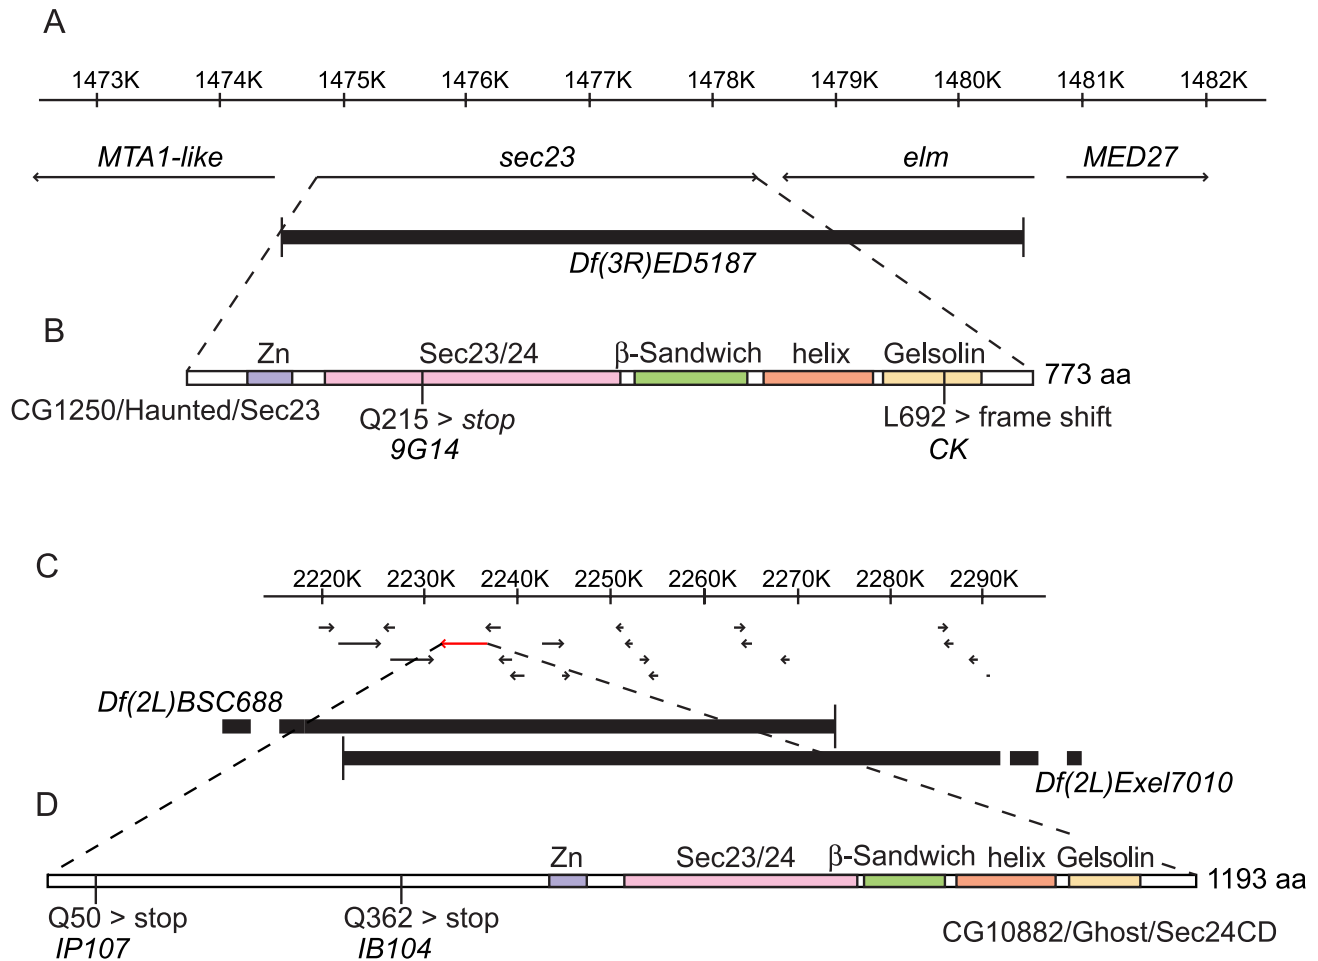 A
1473K 1474K 1475K 1476K 1477K 1478K 1479K 1480K 1481K 1482K
MTA1-like sec23 elm MED27
Df(3R)ED5187
B
Zn Sec23/24 β-Sandwich helix Gelsolin
773 aa
CG1250/Haunted/Sec23
Q215 > stop L692 > frame shift
9G14 CK
C
2220K 2230K 2240K 2250K 2260K 2270K 2280K 2290K
Df(2L)BSC688
Df(2L)Exel7010
D
Zn Sec23/24 β-Sandwich helix Gelsolin
1193 aa
Q50 > stop Q362 > stop
IP107 IB104
CG10882/Ghost/Sec24CD